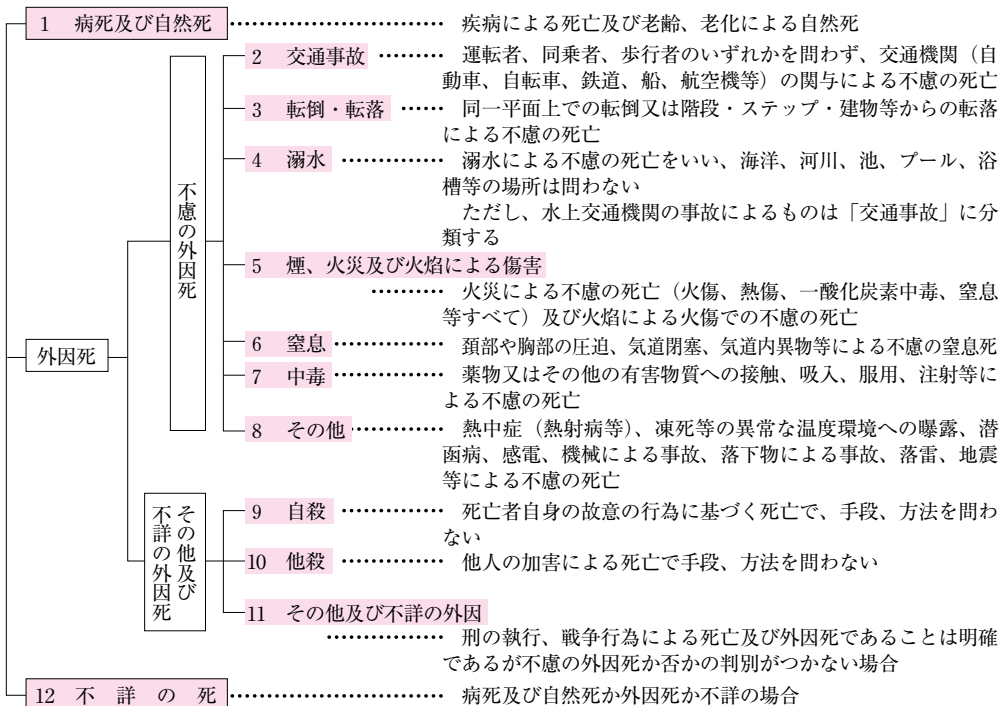 1　病死及び自然死 ………………… 疾病による死亡及び老齢、老化による自然死
不慮の外因死
2　交通事故 ………… 運転者、同乗者、歩行者のいずれかを問わず、交通機関（自
動車、自転車、鉄道、船、航空機等）の関与による不慮の死亡
3　転倒・転落 …… 同一平面上での転倒又は階段・ステップ・建物等からの転落
による不慮の死亡
4　溺水 …………… 溺水による不慮の死亡をいい、海洋、河川、池、プール、浴
槽等の場所は問わない
ただし、水上交通機関の事故によるものは「交通事故」に分
類する
5　煙、火災及び火焔による傷害
………… 火災による不慮の死亡（火傷、熱傷、一酸化炭素中毒、窒息
等すべて）及び火焔による火傷での不慮の死亡
外因死
6　窒息 …………… 頚部や胸部の圧迫、気道閉塞、気道内異物等による不慮の窒息死
7　中毒 …………… 薬物又はその他の有害物質への接触、吸入、服用、注射等に
よる不慮の死亡
8　その他 ………… 熱中症（熱射病等）、凍死等の異常な温度環境への曝露、潜
函病、感電、機械による事故、落下物による事故、落雷、地震
等による不慮の死亡
その他及び
不詳の外因死
9　自殺 …………… 死亡者自身の故意の行為に基づく死亡で、手段、方法を問わ
ない
10　他殺 …………… 他人の加害による死亡で手段、方法を問わない
11　その他及び不詳の外因
…………… 刑の執行、戦争行為による死亡及び外因死であることは明確
であるが不慮の外因死か否かの判別がつかない場合
12　不　詳　の　死 ………………… 病死及び自然死か外因死か不詳の場合